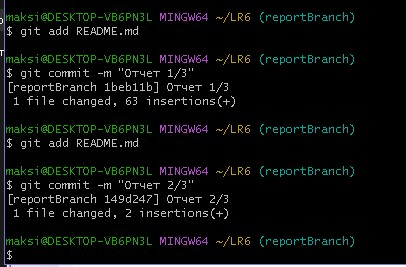 maksi@DESKTOP-VB6PN3L MINGW64 ~/LR6 (reportBranch)
$ git add README.md
maksi@DESKTOP-VB6PN3L MINGW64 ~/LR6 (reportBranch)
$ git commit -m "Отчет 1/3"
[reportBranch 1beb11b] Отчет 1/3
1 file changed, 63 insertions(+)
maksi@DESKTOP-VB6PN3L MINGW64 ~/LR6 (reportBranch)
$ git add README.md
maksi@DESKTOP-VB6PN3L MINGW64 ~/LR6 (reportBranch)
$ git commit -m "Отчет 2/3"
[reportBranch 149d247] Отчет 2/3
1 file changed, 2 insertions(+)
maksi@DESKTOP-VB6PN3L MINGW64 ~/LR6 (reportBranch)
$